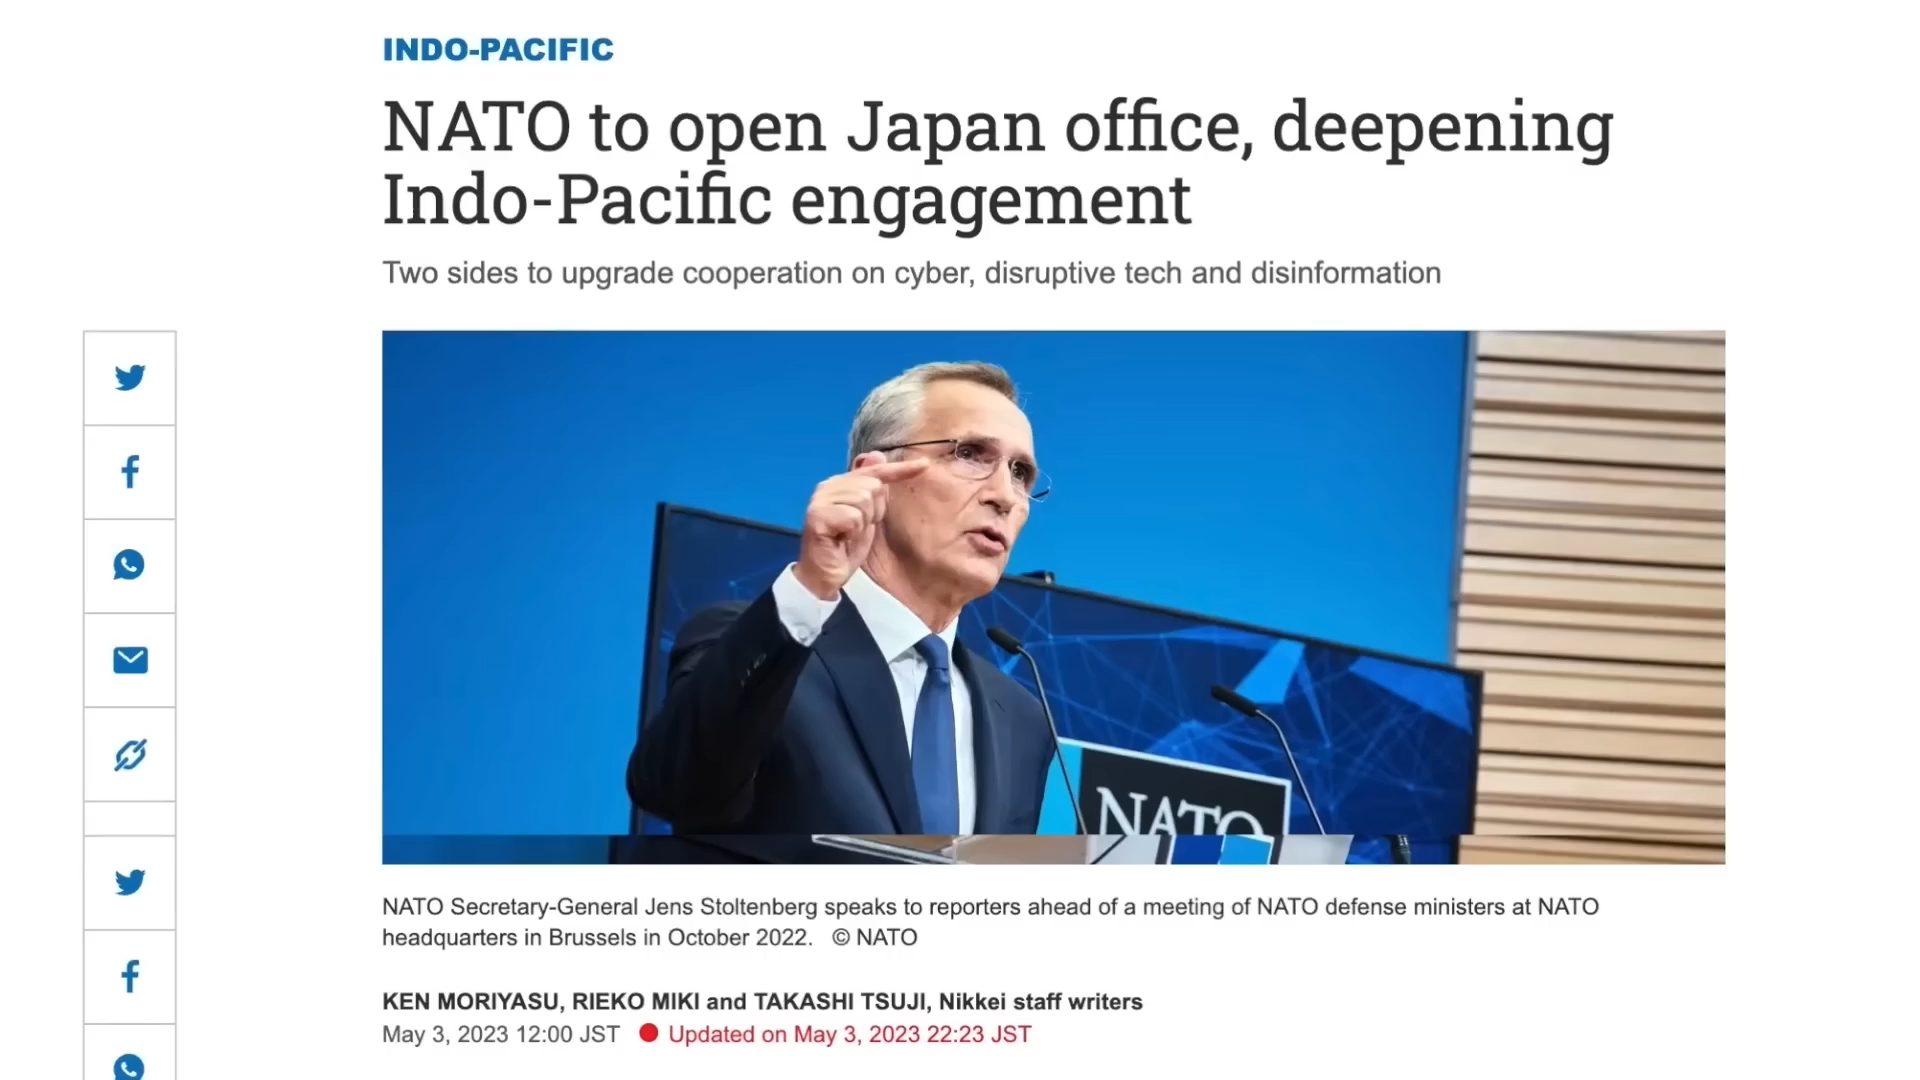 INDO-PACIFIC
NATO to open Japan office, deepening
Indo-Pacific engagement
Two sides to upgrade cooperation on cyber, disruptive tech and disinformation
NATO
NATO Secretary-General Jens Stoltenberg speaks to reporters ahead of a meeting of NATO defense ministers at NATO
headquarters in Brussels in October 2022. © NATO
KEN MORIYASU, RIEKO MIKI and TAKASHI TSUJI, Nikkei staff writers
May 3, 2023 12:00 JST Updated on May 3, 2023 22:23 JST